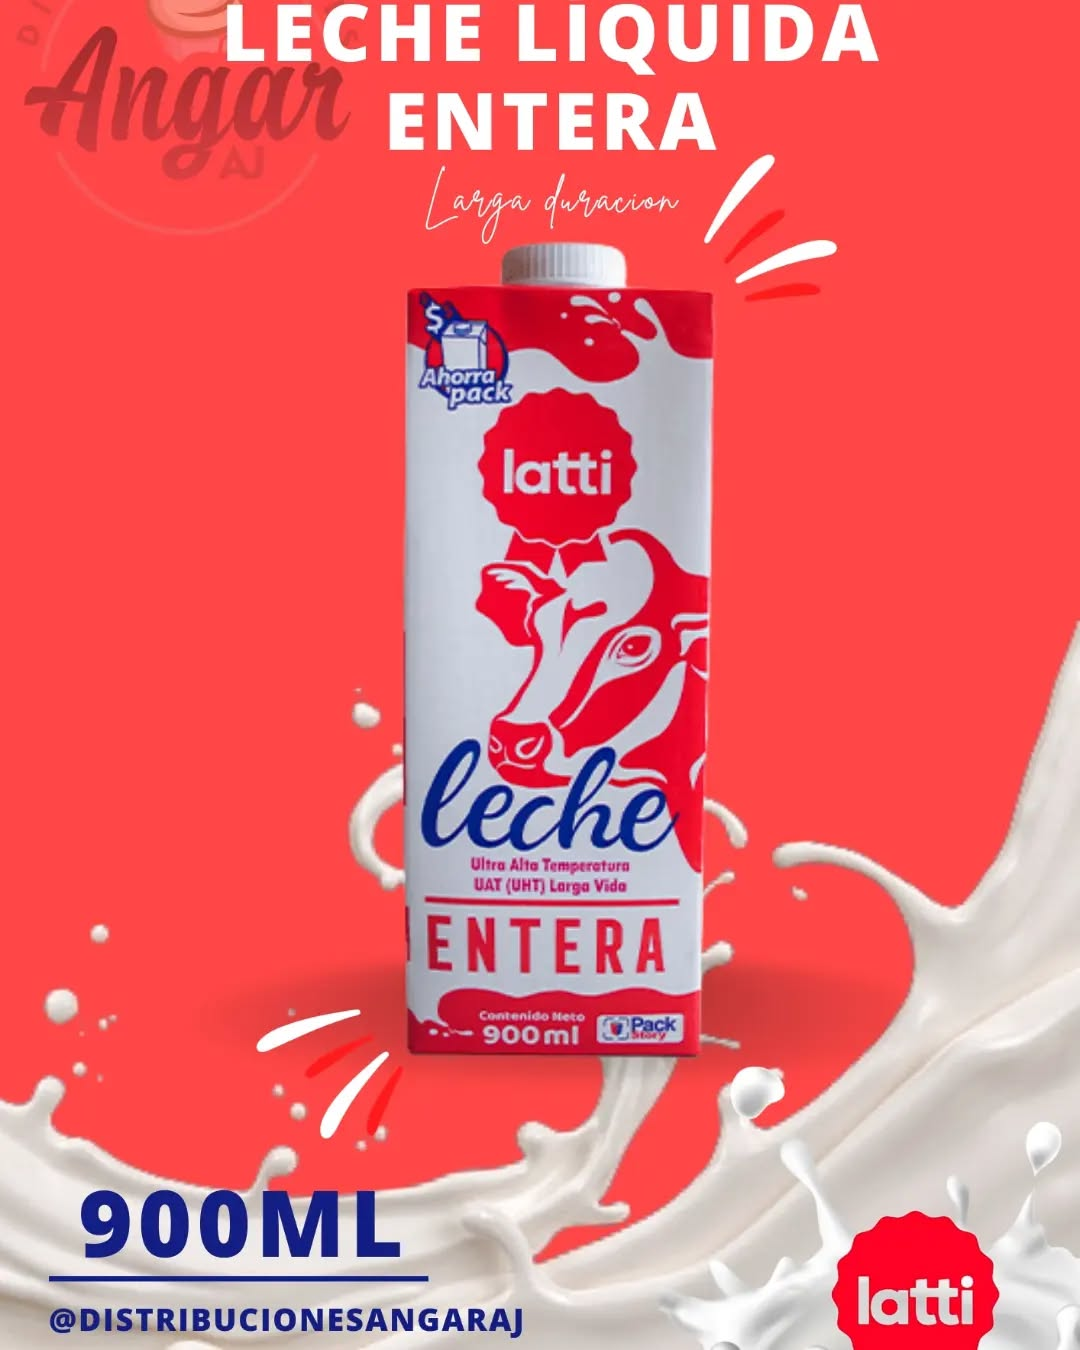 LECHE LIQUIDA
ENTERA
Angar
AJ
Larga duracion
$
Ahorra
pack
latti
leche
Ultra Alta Temperatura
UAT (UHT) Larga Vida
ENTERA
Contenido Neto
900ml
Pack
Story
900ML
@DISTRIBUCIONESANGARAJ
latti